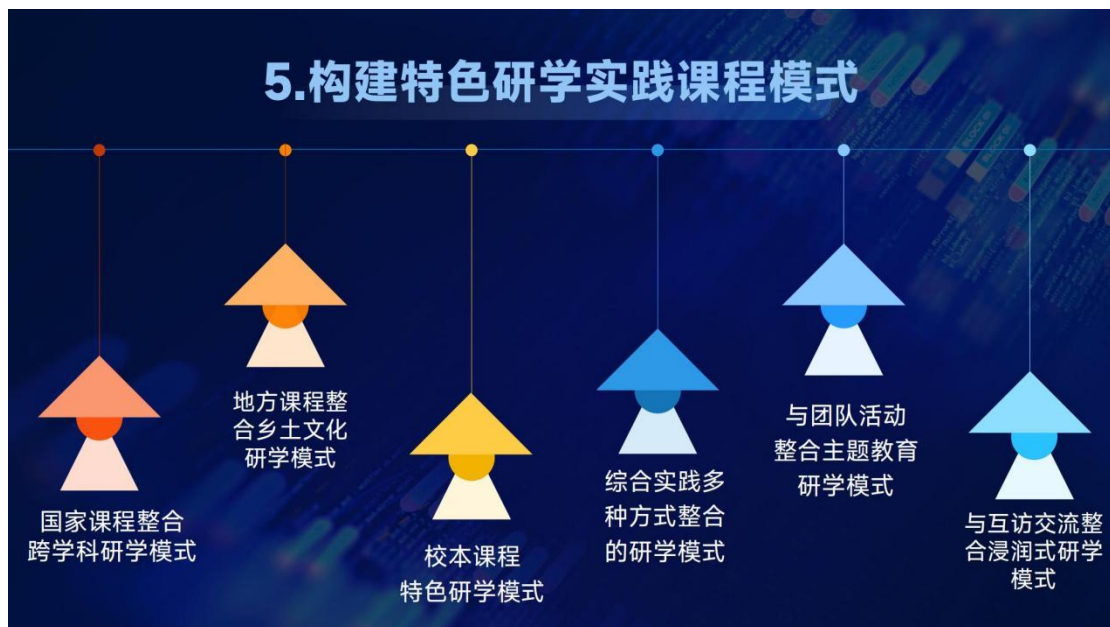 5.构建特色研学实践课程模式
国家课程整合
跨学科研学模式
地方课程整
合乡土文化
研学模式
校本课程
特色研学模式
综合实践多
种方式整合
的研学模式
与团队活动
整合主题教育
研学模式
与互访交流整
合浸润式研学
模式
BLOCK
BLOCK